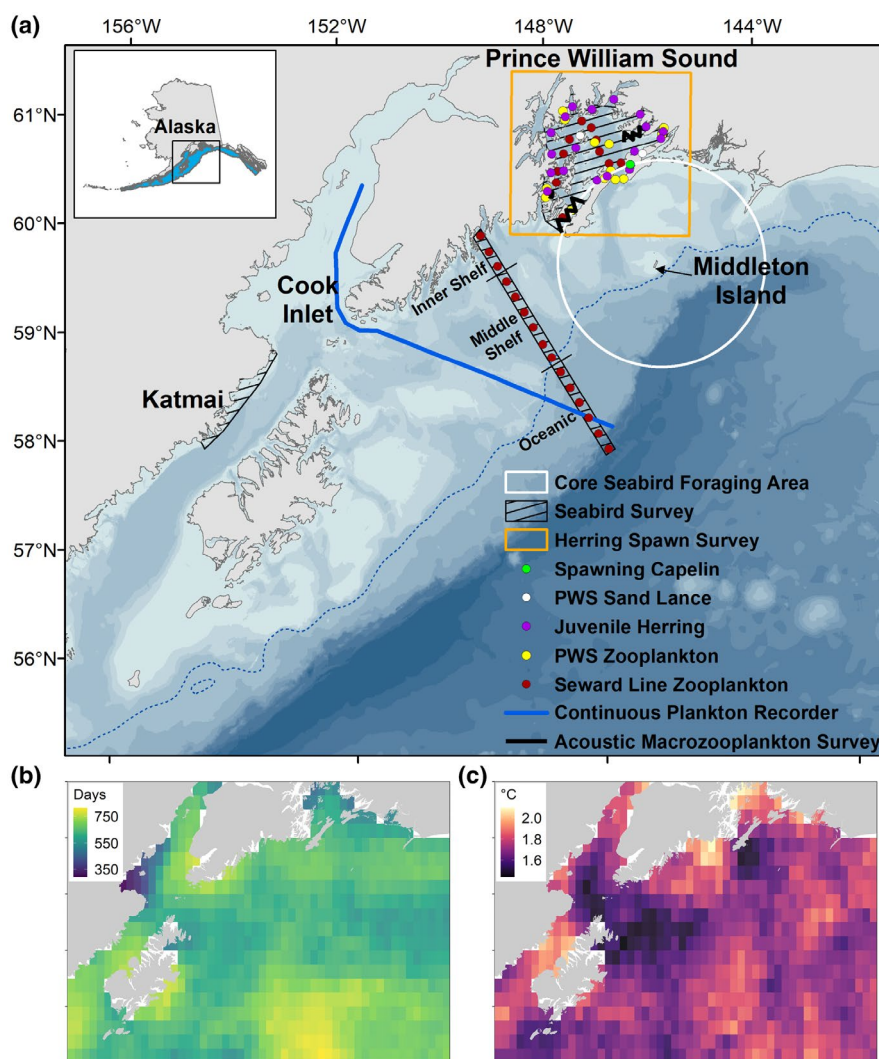 156°W
152°W
148°W
144°W
(a)
Prince William Sound
61°N
Alaska
60°N
Cook
Inlet
Inner Shelf
Middleton
Island
59°N
Middle
Shelf
Katmai
58°N
Oceanic
Core Seabird Foraging Area
Seabird Survey
57°N
Herring Spawn Survey
Spawning Capelin
PWS Sand Lance
Juvenile Herring
56°N
PWS Zooplankton
Seward Line Zooplankton
Continuous Plankton Recorder
Acoustic Macrozooplankton Survey
(b)
Days
750
550
350
(c)
°C
2.0
1.8
1.6